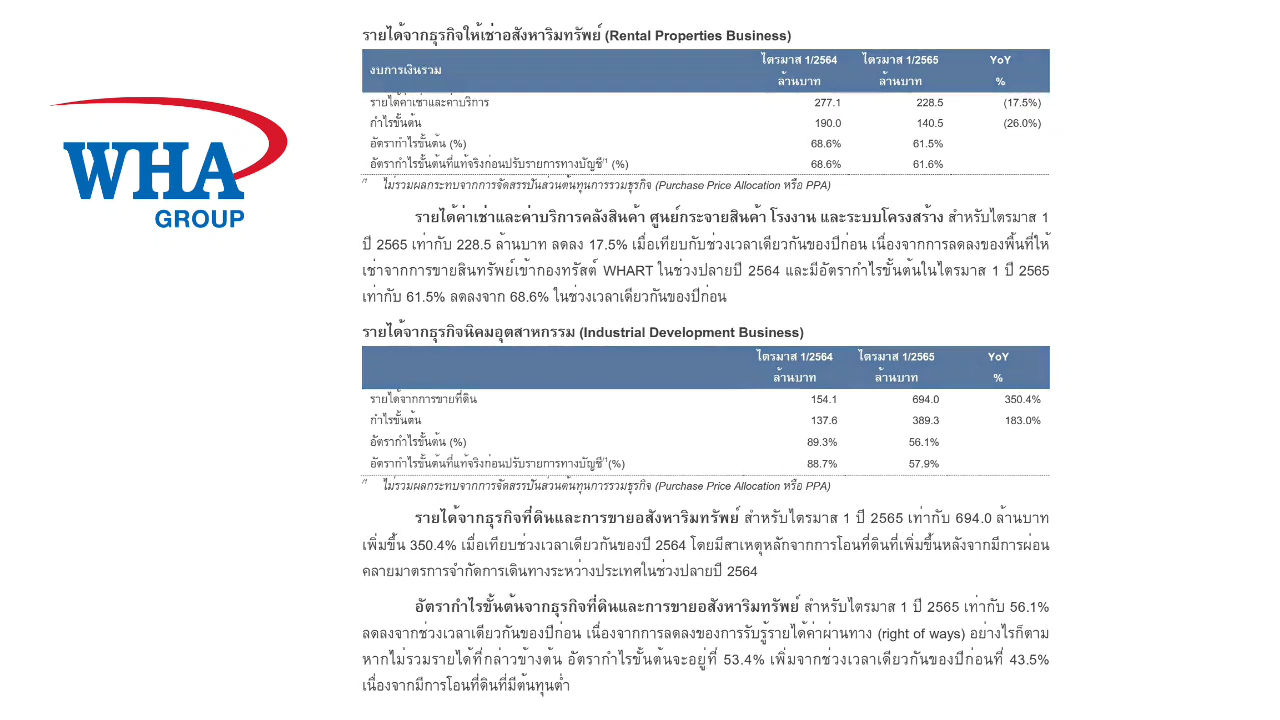 WHA
GROUP
รายได้จากธุรกิจให้เช่าอสังหาริมทรัพย์ (Rental Properties Business)
งบการเงินรวม ไตรมาส 1/2564 ไตรมาส 1/2565 YoY
ล้านบาท ล้านบาท %
รายได้ค่าเช่าและค่าบริการ 277.1 228.5 (17.5%)
กำไรขั้นต้น 190.0 140.5 (26.0%)
อัตรากำไรขั้นต้น (%) 68.6% 61.5%
อัตรากำไรขั้นต้นที่แท้จริงก่อนปรับรายการทางบัญชี/1 (%) 68.6% 61.6%
/1 ไม่รวมผลกระทบจากการจัดสรรปันส่วนต้นทุนการรวมธุรกิจ (Purchase Price Allocation หรือ PPA)
รายได้ค่าเช่าและค่าบริการคลังสินค้า ศูนย์กระจายสินค้า โรงงาน และระบบโครงสร้าง สำหรับไตรมาส 1
ปี 2565 เท่ากับ 228.5 ล้านบาท ลดลง 17.5% เมื่อเทียบกับช่วงเวลาเดียวกันของปีก่อน เนื่องจากการลดลงของพื้นที่ให้
เช่าจากการขายสินทรัพย์เข้ากองทรัสต์ WHART ในช่วงปลายปี 2564 และมีอัตรากำไรขั้นต้นในไตรมาส 1 ปี 2565
เท่ากับ 61.5% ลดลงจาก 68.6% ในช่วงเวลาเดียวกันของปีก่อน
รายได้จากธุรกิจนิคมอุตสาหกรรม (Industrial Development Business)
ไตรมาส 1/2564 ไตรมาส 1/2565 YoY
ล้านบาท ล้านบาท %
รายได้จากการขายที่ดิน 154.1 694.0 350.4%
กำไรขั้นต้น 137.6 389.3 183.0%
อัตรากำไรขั้นต้น (%) 89.3% 56.1%
อัตรากำไรขั้นต้นที่แท้จริงก่อนปรับรายการทางบัญชี/1(%) 88.7% 57.9%
/1 ไม่รวมผลกระทบจากการจัดสรรปันส่วนต้นทุนการรวมธุรกิจ (Purchase Price Allocation หรือ PPA)
รายได้จากธุรกิจที่ดินและการขายอสังหาริมทรัพย์ สำหรับไตรมาส 1 ปี 2565 เท่ากับ 694.0 ล้านบาท
เพิ่มขึ้น 350.4% เมื่อเทียบช่วงเวลาเดียวกันของปี 2564 โดยมีสาเหตุหลักจากการโอนที่ดินที่เพิ่มขึ้นหลังจากมีการผ่อน
คลายมาตรการจำกัดการเดินทางระหว่างประเทศในช่วงปลายปี 2564
อัตรากำไรขั้นต้นจากธุรกิจที่ดินและการขายอสังหาริมทรัพย์ สำหรับไตรมาส 1 ปี 2565 เท่ากับ 56.1%
ลดลงจากช่วงเวลาเดียวกันของปีก่อน เนื่องจากการลดลงของการรับรู้รายได้ค่าผ่านทาง (right of ways) อย่างไรก็ตาม
หากไม่รวมรายได้ที่กล่าวข้างต้น อัตรากำไรขั้นต้นจะอยู่ที่ 53.4% เพิ่มจากช่วงเวลาเดียวกันของปีก่อนที่ 43.5%
เนื่องจากมีการโอนที่ดินที่มีต้นทุนต่ำ